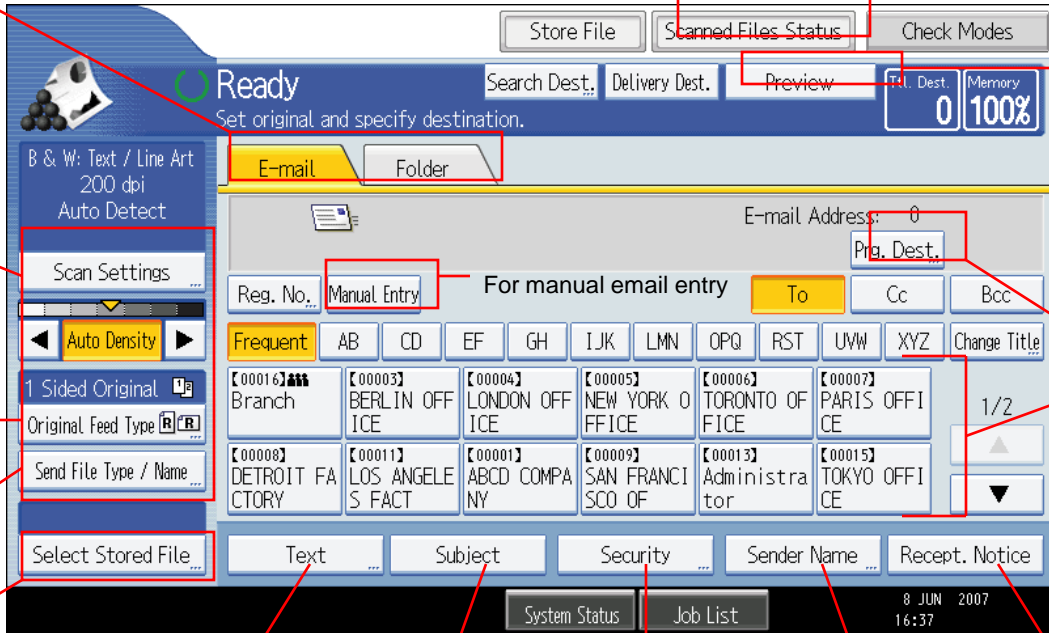 Store File Scanned Files Status Check Modes
Ready Search Dest. Delivery Dest. Preview Ttl. Dest. 0 Memory 100%
Set original and specify destination.
B & W: Text / Line Art
200 dpi
Auto Detect
E-mail Folder
E-mail Address: 0
Prg. Dest.
Scan Settings
Reg. No. Manual Entry For manual email entry To Cc Bcc
Auto Density
Frequent AB CD EF GH IJK LMN OPQ RST UVW XYZ Change Title
1 Sided Original
Original Feed Type R R
Send File Type / Name
【00016】
Branch
【00003】
BERLIN OFF
ICE
【00004】
LONDON OFF
ICE
【00005】
NEW YORK O
FFICE
【00006】
TORONTO OF
FICE
【00007】
PARIS OFFI
CE
1/2
【00008】
DETROIT FA
CTORY
【00011】
LOS ANGELE
S FACT
【00001】
ABCD COMPA
NY
【00009】
SAN FRANCI
SCO OF
【00013】
Administra
tor
【00015】
TOKYO OFFI
CE
Select Stored File Text Subject Security Sender Name Recept. Notice
System Status Job List
8 JUN 2007
16:37